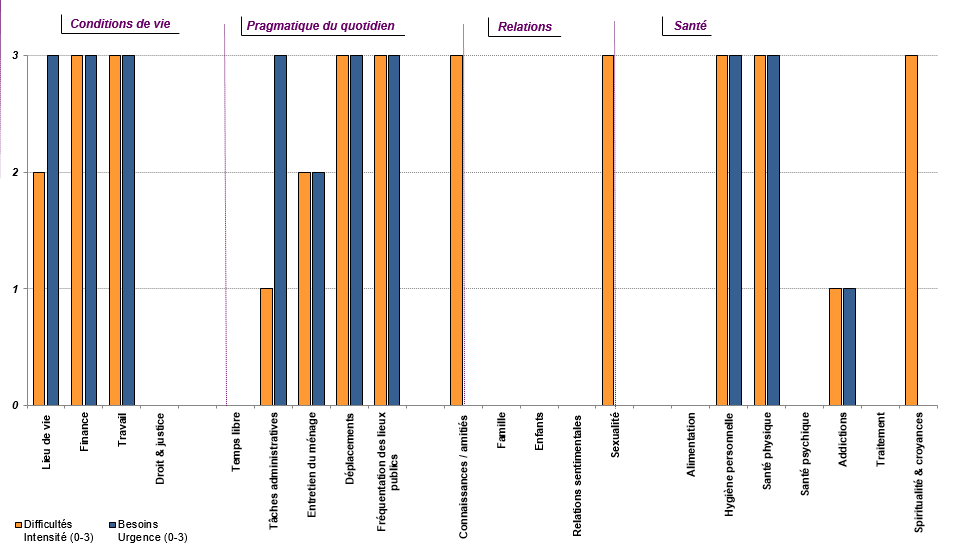 Conditions de vie
Pragmatique du quotidien
Relations
Santé
3
2
1
0
Lieu de vie
Finance
Travail
Droit & justice
Temps libre
Tâches administratives
Entretien du ménage
Déplacements
Fréquentation des lieux
publics
Connaissances / amitiés
Famille
Enfants
Relations sentimentales
Sexualité
Alimentation
Hygiène personnelle
Santé physique
Santé psychique
Addictions
Traitement
Spiritualité & croyances
Difficultés
Intensité (0-3)
Besoins
Urgence (0-3)